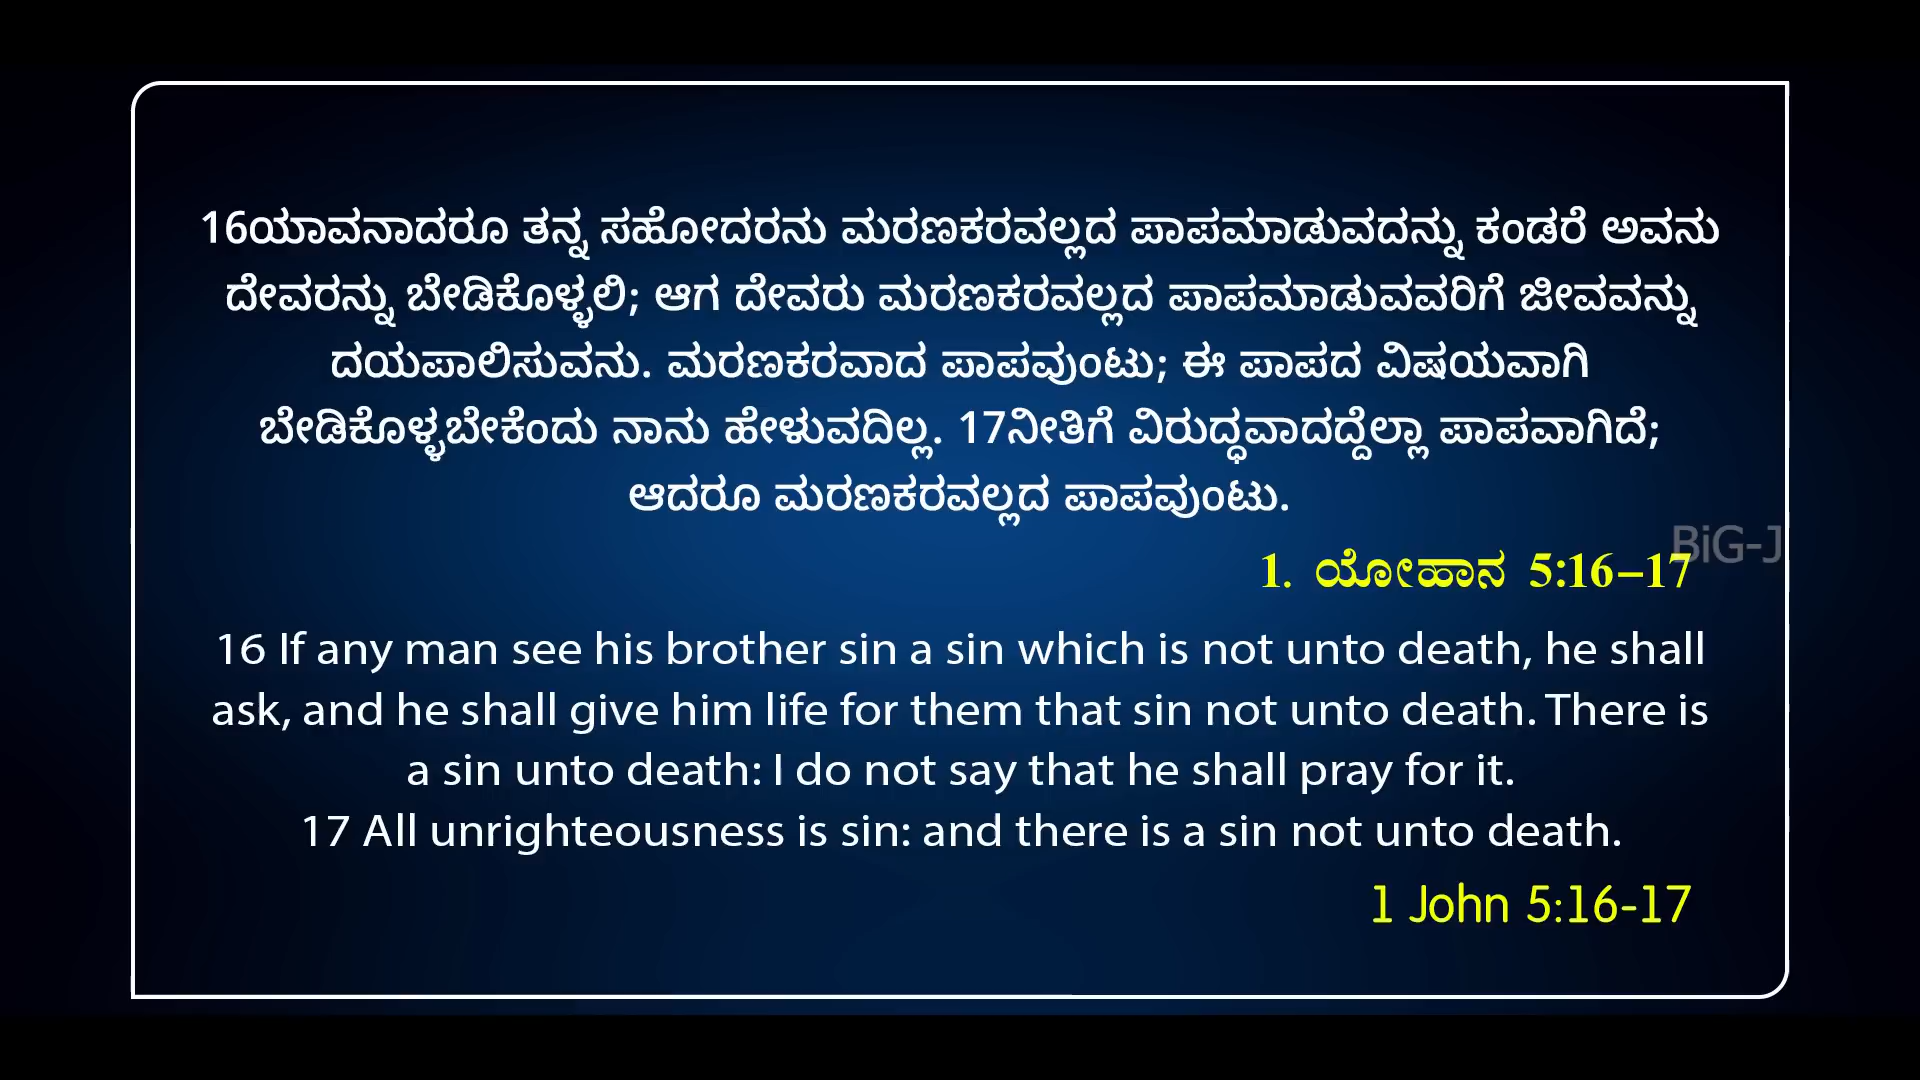 16ಯಾವನಾದರೂ ತನ್ನ ಸಹೋದರನು ಮರಣಕರವಲ್ಲದ ಪಾಪಮಾಡುವದನ್ನು ಕಂಡರೆ ಅವನು
ದೇವರನ್ನು ಬೇಡಿಕೊಳ್ಳಲಿ; ಆಗ ದೇವರು ಮರಣಕರವಲ್ಲದ ಪಾಪಮಾಡುವವರಿಗೆ ಜೀವವನ್ನು
ದಯಪಾಲಿಸುವನು. ಮರಣಕರವಾದ ಪಾಪವುಂಟು; ಈ ಪಾಪದ ವಿಷಯವಾಗಿ
ಬೇಡಿಕೊಳ್ಳಬೇಕೆಂದು ನಾನು ಹೇಳುವದಿಲ್ಲ. 17ನೀತಿಗೆ ವಿರುದ್ಧವಾದದ್ದೆಲ್ಲಾ ಪಾಪವಾಗಿದೆ;
ಆದರೂ ಮರಣಕರವಲ್ಲದ ಪಾಪವುಂಟು.
BiG-J
1. ಯೋಹಾನ 5:16-17
16 If any man see his brother sin a sin which is not unto death, he shall
ask, and he shall give him life for them that sin not unto death. There is
a sin unto death: I do not say that he shall pray for it.
17 All unrighteousness is sin: and there is a sin not unto death.
1 John 5:16-17